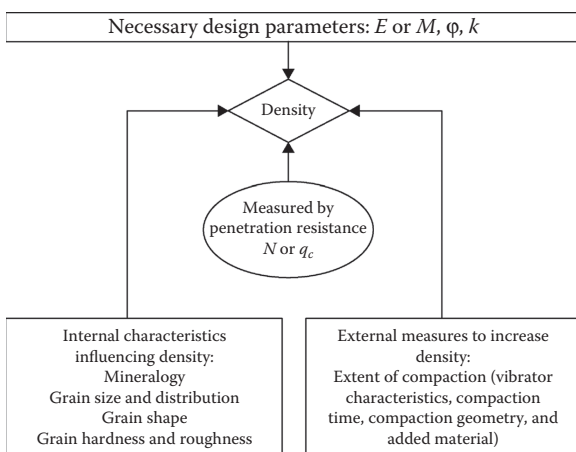 Necessary design parameters: E or M, φ, k
Density
Measured by
penetration resistance
N or q_c
Internal characteristics
influencing density:
Mineralogy
Grain size and distribution
Grain shape
Grain hardness and roughness
External measures to increase
density:
Extent of compaction (vibrator
characteristics, compaction
time, compaction geometry, and
added material)